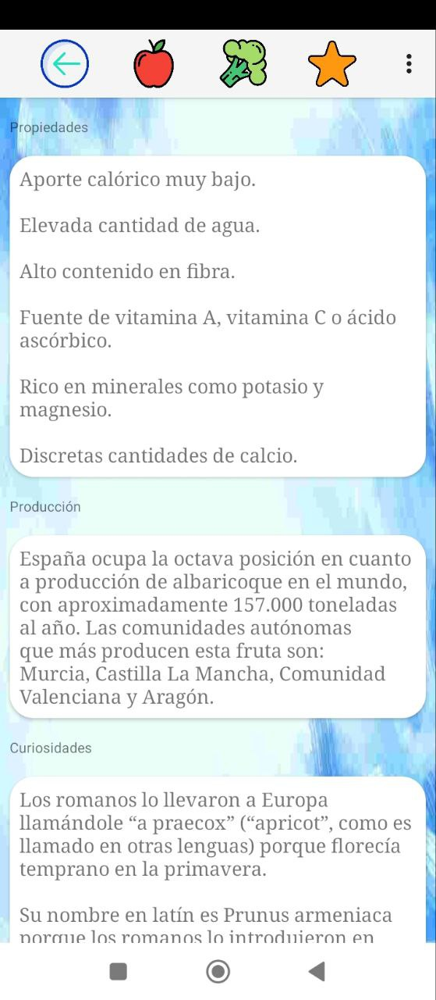 Propiedades
Aporte calórico muy bajo.
Elevada cantidad de agua.
Alto contenido en fibra.
Fuente de vitamina A, vitamina C o ácido
ascórbico.
Rico en minerales como potasio y
magnesio.
Discretas cantidades de calcio.
Producción
España ocupa la octava posición en cuanto
a producción de albaricoque en el mundo,
con aproximadamente 157.000 toneladas
al año. Las comunidades autónomas
que más producen esta fruta son:
Murcia, Castilla La Mancha, Comunidad
Valenciana y Aragón.
Curiosidades
Los romanos lo llevaron a Europa
llamándole “a praecox” (“apricot”, como es
llamado en otras lenguas) porque florecía
temprano en la primavera.
Su nombre en latín es Prunus armeniaca
porque los romanos lo introdujeron en